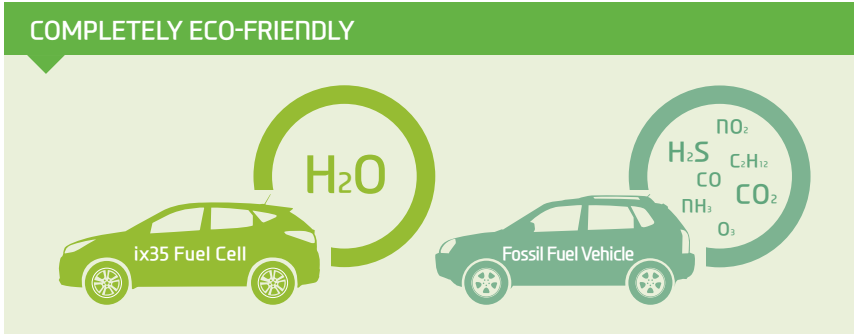 COMPLETELY ECO-FRIENDLY
H₂O
ix35 Fuel Cell
NO₂
H₂S
C₂H₁₂
CO
CO₂
NH₃
O₃
Fossil Fuel Vehicle